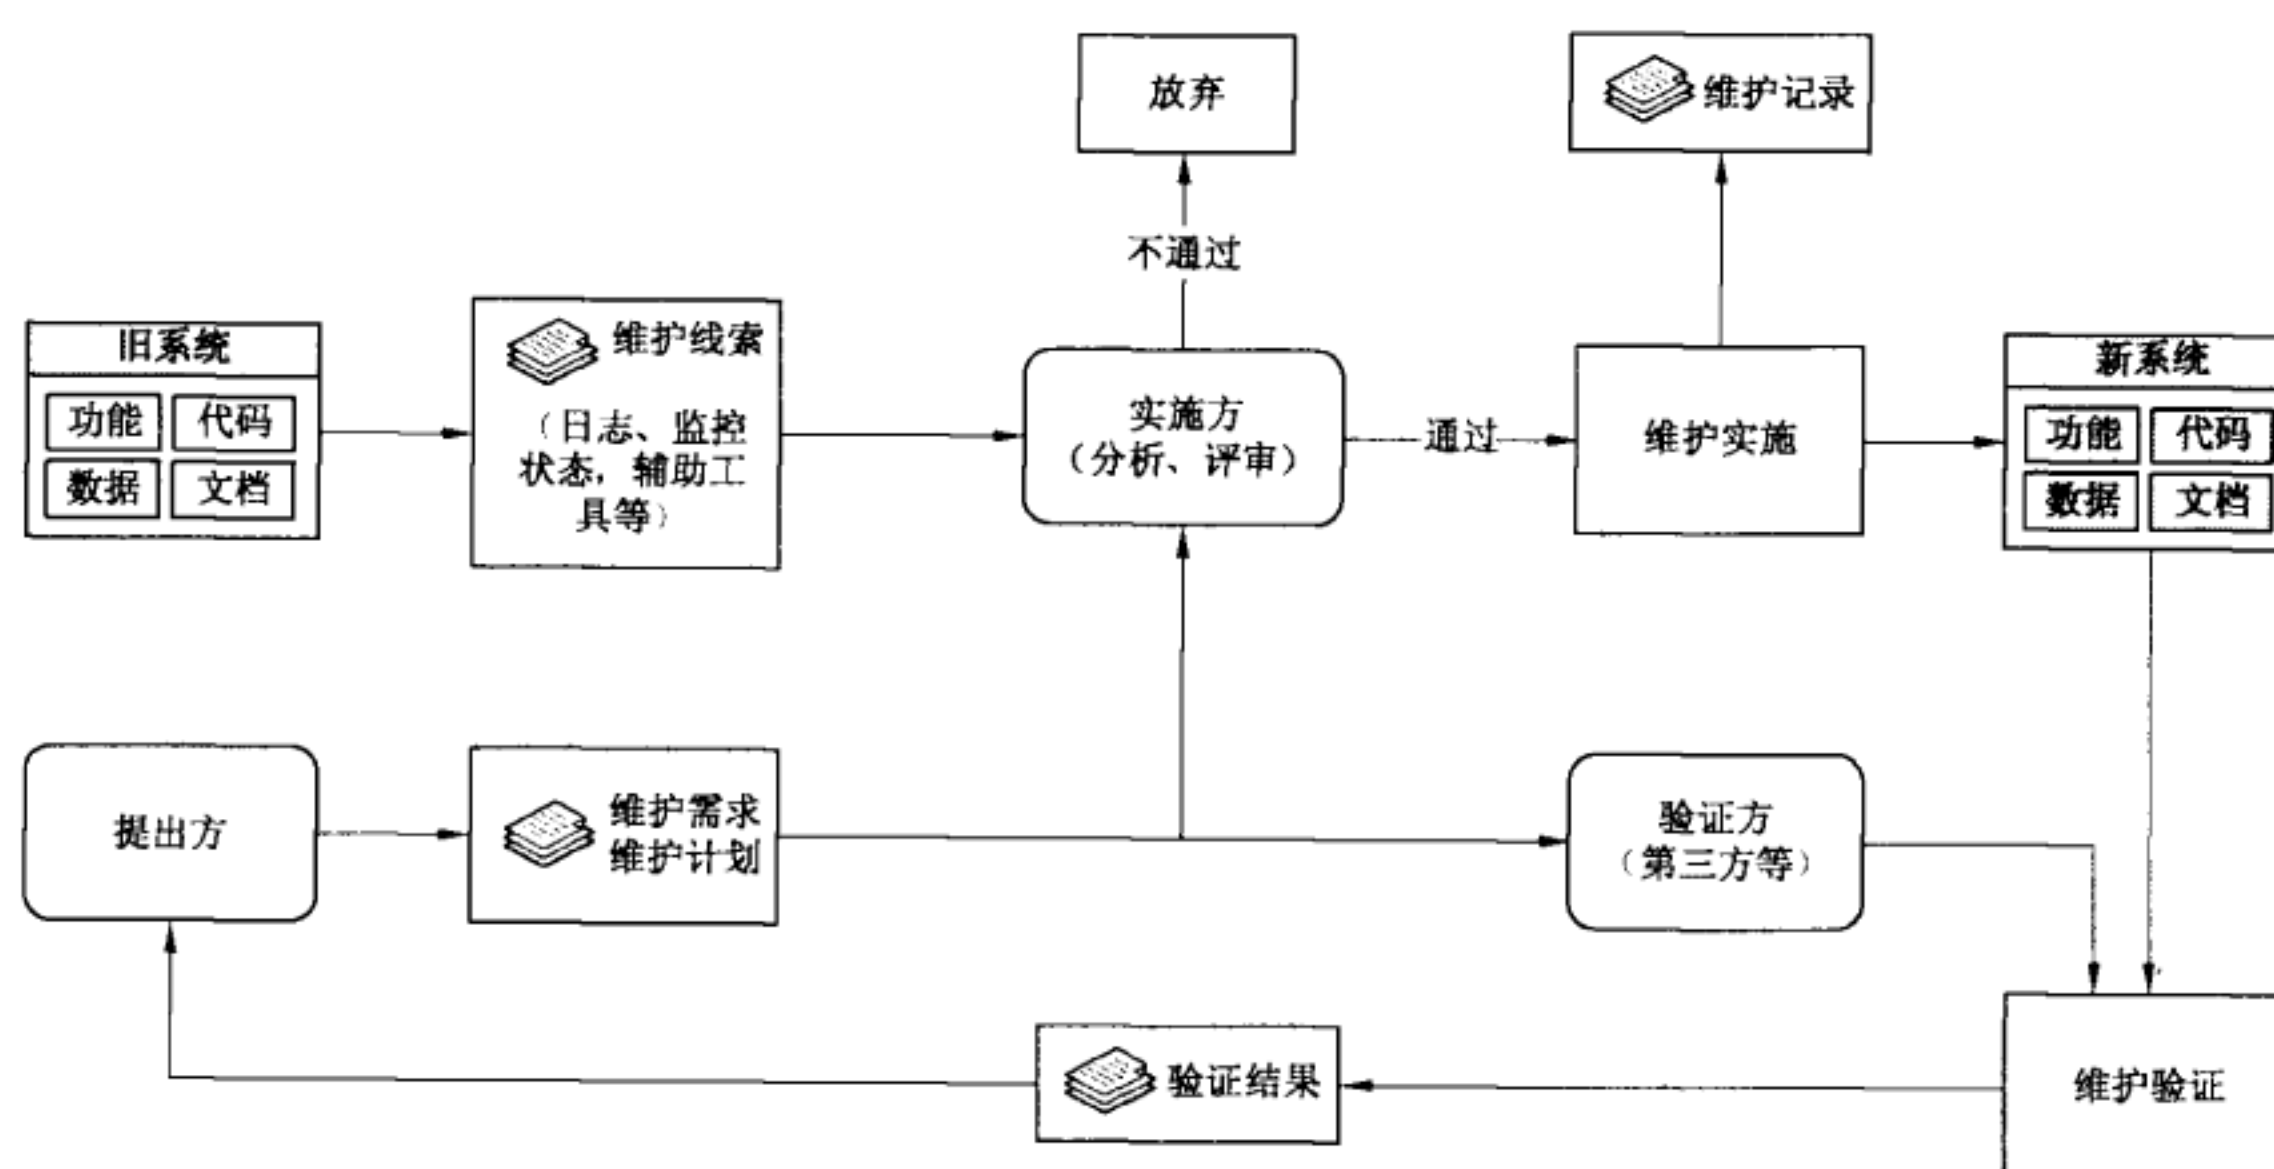 放弃
维护记录
不通过
旧系统
功能 代码
数据 文档
维护线索
(日志、监控
状态,辅助工
具等)
实施方
(分析、评审)
通过
维护实施
新系统
功能 代码
数据 文档
提出方
维护需求
维护计划
验证方
(第三方等)
验证结果
维护验证